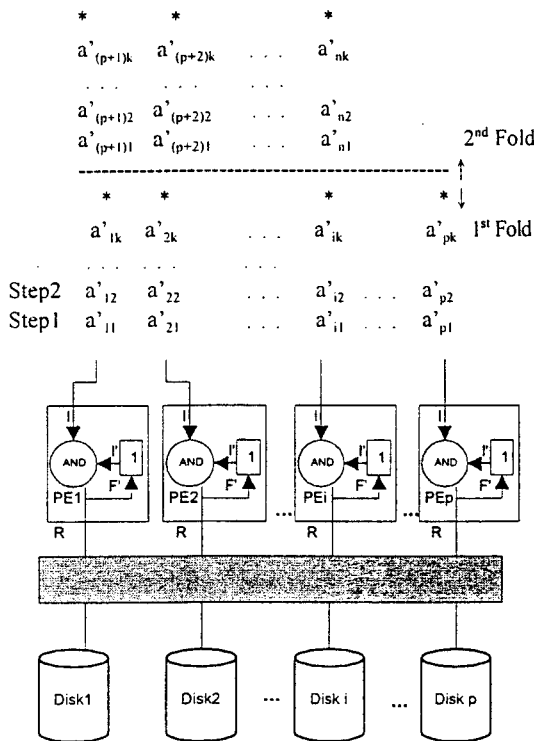 * * *
a'(p+1)k a'(p+2)k . . . a'nk
. . . . . . . . .
a'(p+1)2 a'(p+2)2 . . . a'n2
a'(p+1)1 a'(p+2)1 . . . a'n1
2nd Fold
* * * *
a'1k a'2k . . . a'ik a'pk 1st Fold
. . . . . . . . .
Step2 a'12 a'22 . . . a'i2 . . . a'p2
Step1 a'11 a'21 . . . a'i1 . . . a'p1
I I I I
AND I' 1 AND I' 1 AND I' 1 AND I' 1
PE1 F' PE2 F' ... PEi F' ... PEp F'
R R R R
Disk1 Disk2 ... Disk i ... Disk p